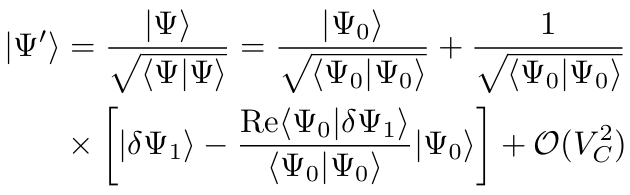 |Ψ′⟩ = |Ψ⟩ / √⟨Ψ|Ψ⟩ = |Ψ₀⟩ / √⟨Ψ₀|Ψ₀⟩ + 1 / √⟨Ψ₀|Ψ₀⟩
× [ |δΨ₁⟩ − Re⟨Ψ₀|δΨ₁⟩ / ⟨Ψ₀|Ψ₀⟩ |Ψ₀⟩ ] + 𝒪(V_C²)